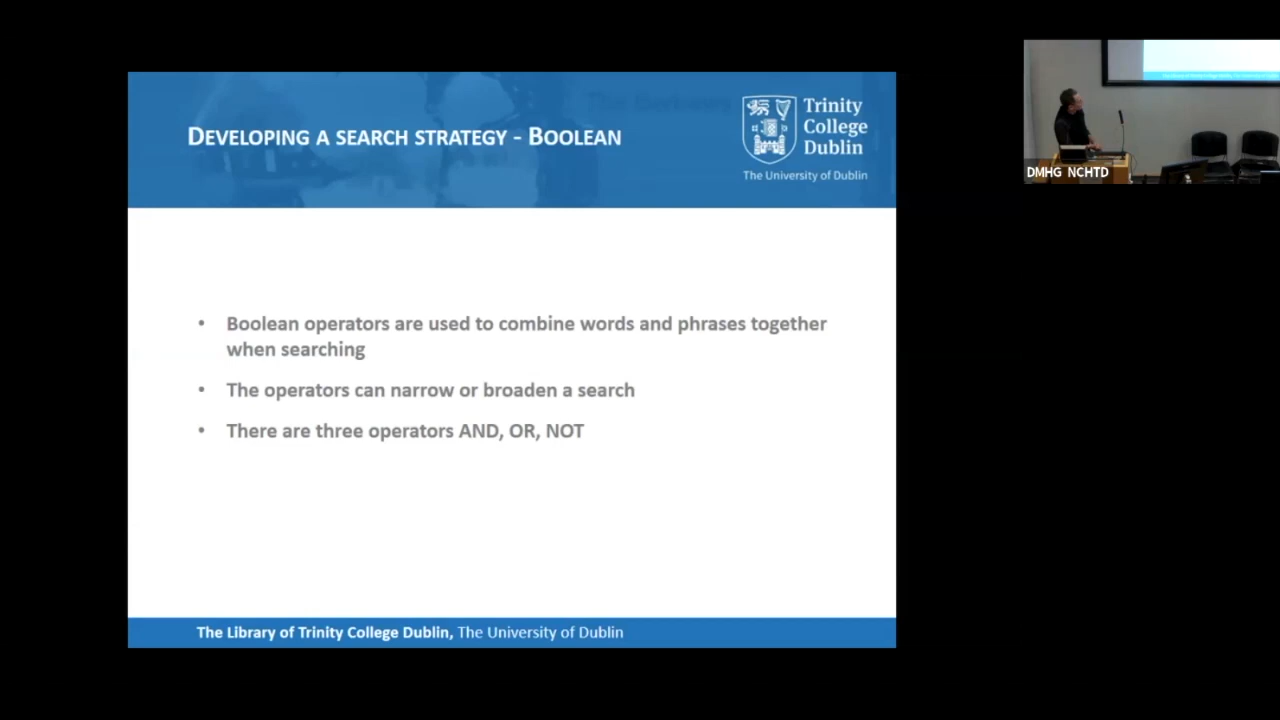 DEVELOPING A SEARCH STRATEGY - BOOLEAN
Trinity
College
Dublin
The University of Dublin
• Boolean operators are used to combine words and phrases together
when searching
• The operators can narrow or broaden a search
• There are three operators AND, OR, NOT
The Library of Trinity College Dublin, The University of Dublin
DMHG NCHTD